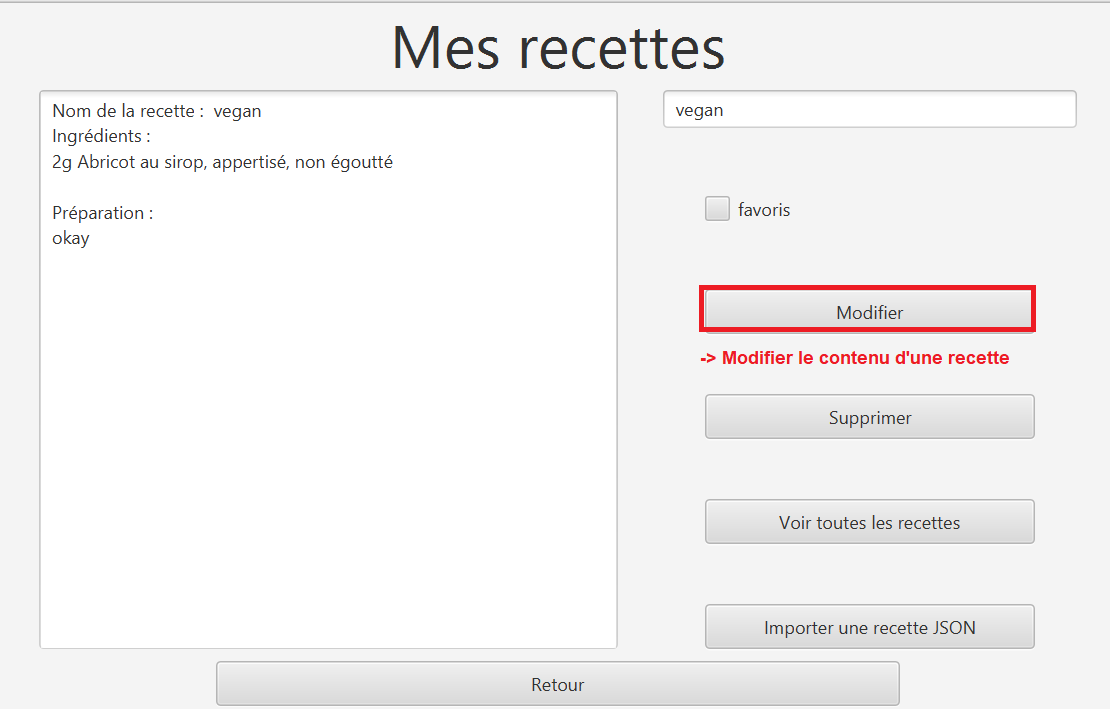 Mes recettes
Nom de la recette :  vegan
Ingrédients :
2g Abricot au sirop, appertisé, non égoutté
Préparation :
okay
vegan
favoris
Modifier
-> Modifier le contenu d'une recette
Supprimer
Voir toutes les recettes
Importer une recette JSON
Retour